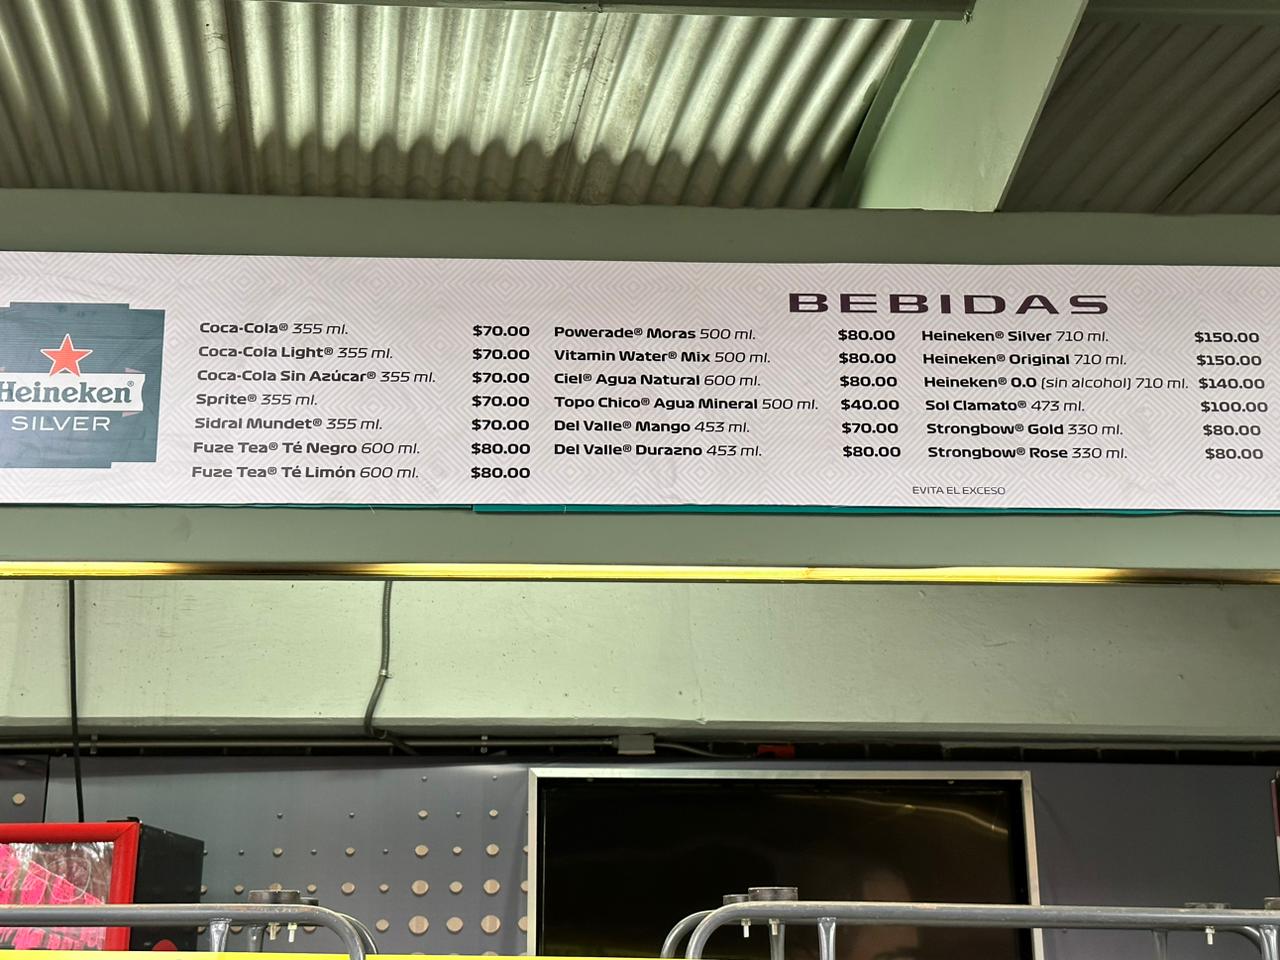 Heineken®
SILVER
BEBIDAS
Coca-Cola® 355 ml. $70.00
Coca-Cola Light® 355 ml. $70.00
Coca-Cola Sin Azúcar® 355 ml. $70.00
Sprite® 355 ml. $70.00
Sidral Mundet® 355 ml. $70.00
Fuze Tea® Té Negro 600 ml. $80.00
Fuze Tea® Té Limón 600 ml. $80.00
Powerade® Moras 500 ml. $80.00
Vitamin Water® Mix 500 ml. $80.00
Ciel® Agua Natural 600 ml. $80.00
Topo Chico® Agua Mineral 500 ml. $40.00
Del Valle® Mango 453 ml. $70.00
Del Valle® Durazno 453 ml. $80.00
Heineken® Silver 710 ml. $150.00
Heineken® Original 710 ml. $150.00
Heineken® 0.0 (sin alcohol) 710 ml. $140.00
Sol Clamato® 473 ml. $100.00
Strongbow® Gold 330 ml. $80.00
Strongbow® Rose 330 ml. $80.00
EVITA EL EXCESO